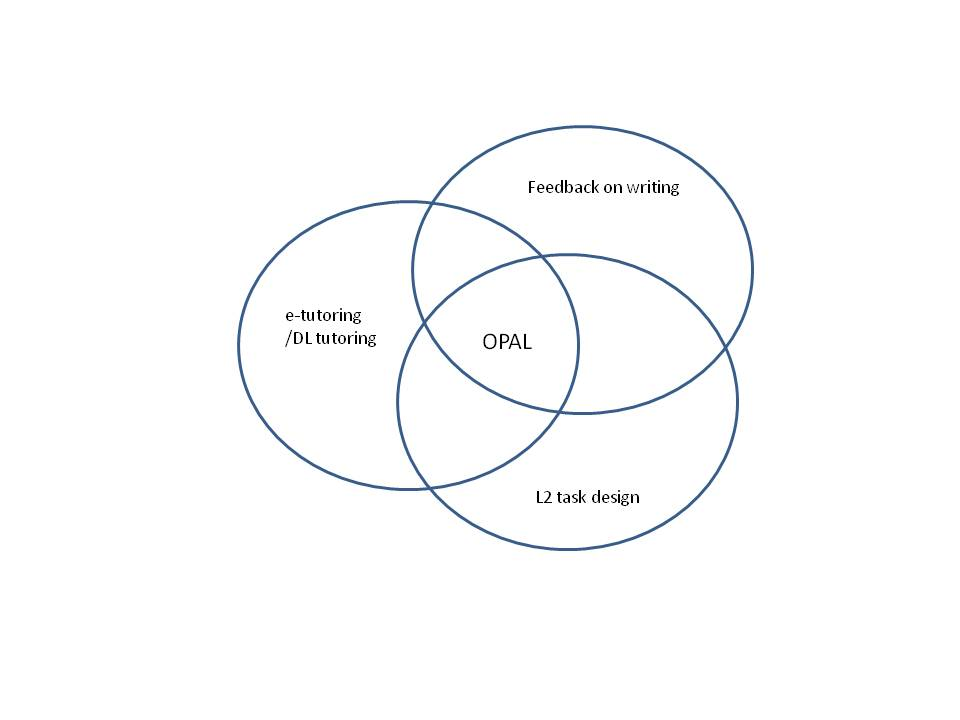 Feedback on writing
e-tutoring
/DL tutoring
OPAL
L2 task design